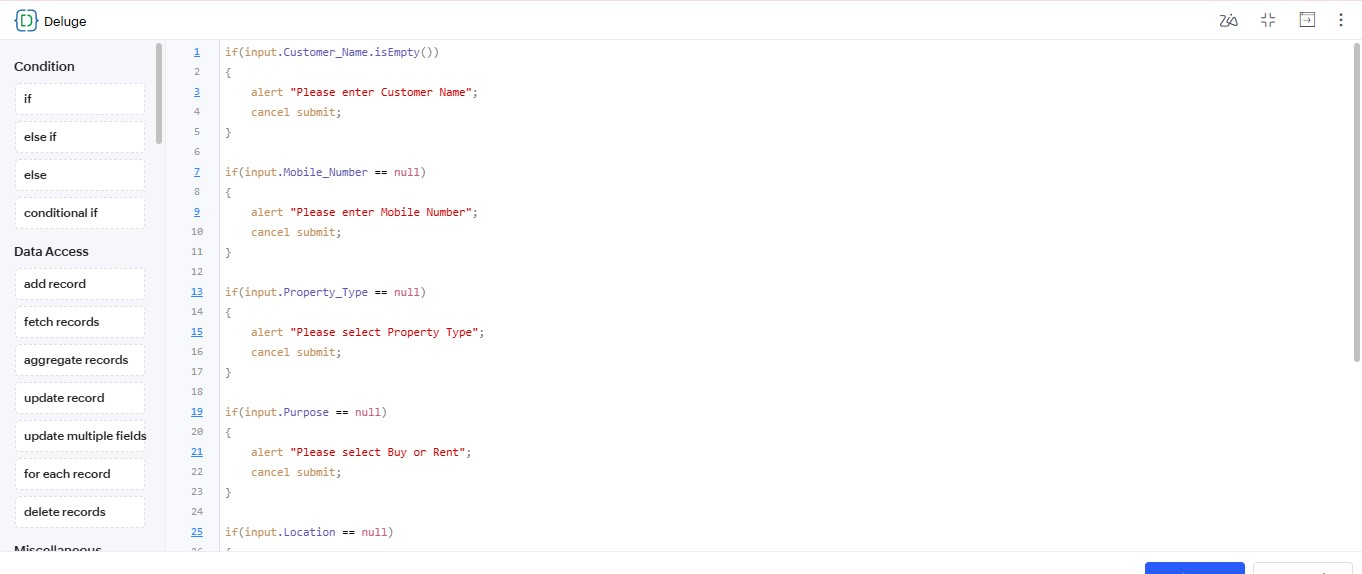 Deluge
Condition
if
else if
else
conditional if
Data Access
add record
fetch records
aggregate records
update record
update multiple fields
for each record
delete records
Miscellaneous
1 if(input.Customer_Name.isEmpty())
2 {
3 alert "Please enter Customer Name";
4 cancel submit;
5 }
6
7 if(input.Mobile_Number == null)
8 {
9 alert "Please enter Mobile Number";
10 cancel submit;
11 }
12
13 if(input.Property_Type == null)
14 {
15 alert "Please select Property Type";
16 cancel submit;
17 }
18
19 if(input.Purpose == null)
20 {
21 alert "Please select Buy or Rent";
22 cancel submit;
23 }
24
25 if(input.Location == null)
26 {